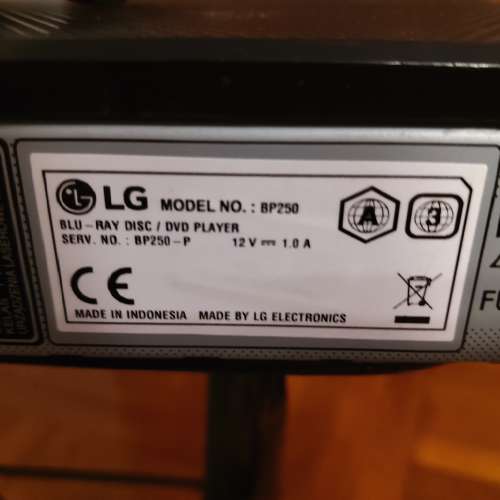 LG MODEL NO. : BP250
BLU-RAY DISC / DVD PLAYER
SERV. NO. : BP250-P 12 V ⎓ 1.0 A
A
3
CE
MADE IN INDONESIA MADE BY LG ELECTRONICS